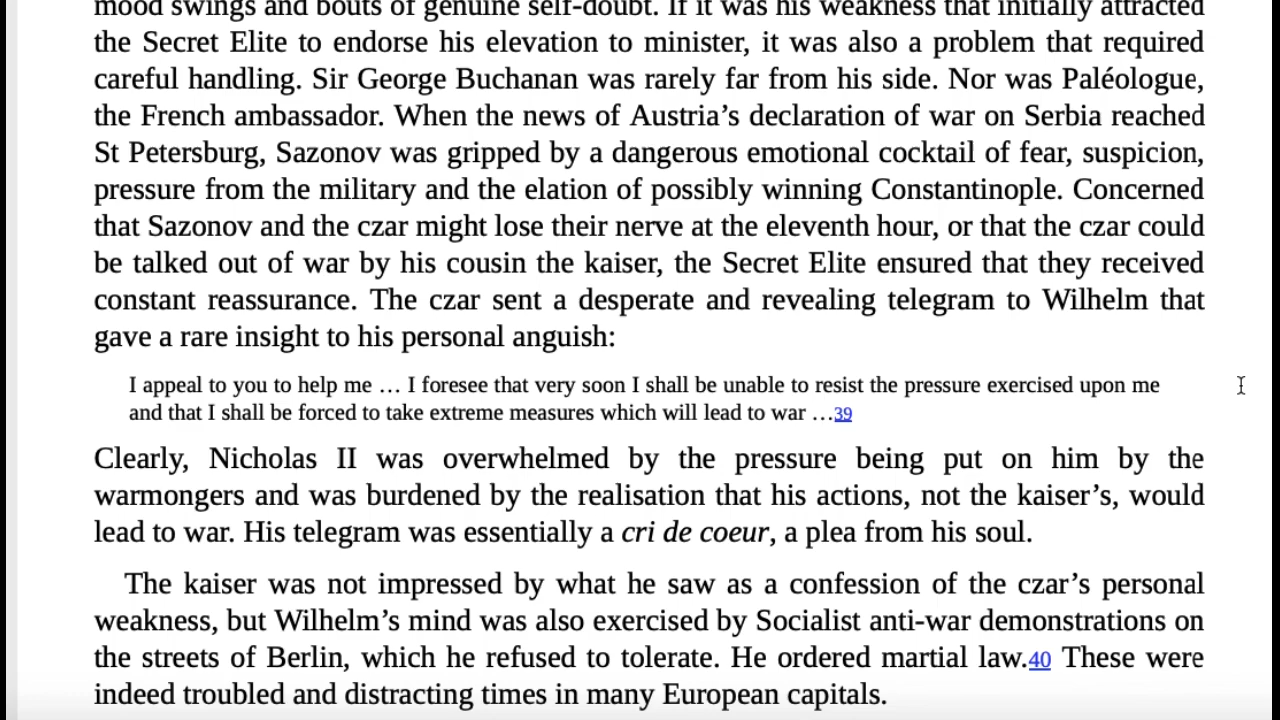 mood swings and bouts of genuine self-doubt. If it was his weakness that initially attracted
the Secret Elite to endorse his elevation to minister, it was also a problem that required
careful handling. Sir George Buchanan was rarely far from his side. Nor was Paléologue,
the French ambassador. When the news of Austria’s declaration of war on Serbia reached
St Petersburg, Sazonov was gripped by a dangerous emotional cocktail of fear, suspicion,
pressure from the military and the elation of possibly winning Constantinople. Concerned
that Sazonov and the czar might lose their nerve at the eleventh hour, or that the czar could
be talked out of war by his cousin the kaiser, the Secret Elite ensured that they received
constant reassurance. The czar sent a desperate and revealing telegram to Wilhelm that
gave a rare insight to his personal anguish:
I appeal to you to help me … I foresee that very soon I shall be unable to resist the pressure exercised upon me
and that I shall be forced to take extreme measures which will lead to war …39
Clearly, Nicholas II was overwhelmed by the pressure being put on him by the
warmongers and was burdened by the realisation that his actions, not the kaiser’s, would
lead to war. His telegram was essentially a cri de coeur, a plea from his soul.
The kaiser was not impressed by what he saw as a confession of the czar’s personal
weakness, but Wilhelm’s mind was also exercised by Socialist anti-war demonstrations on
the streets of Berlin, which he refused to tolerate. He ordered martial law.40 These were
indeed troubled and distracting times in many European capitals.